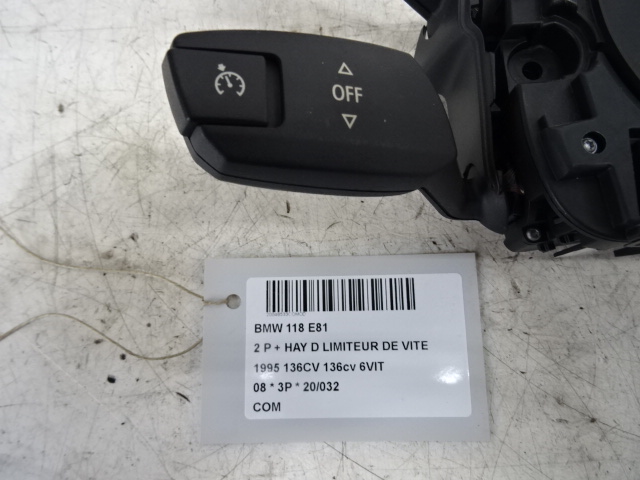 OFF
BMW 118 E81
2 P + HAY D LIMITEUR DE VITE
1995 136CV 136cv 6VIT
08 * 3P * 20/032
COM